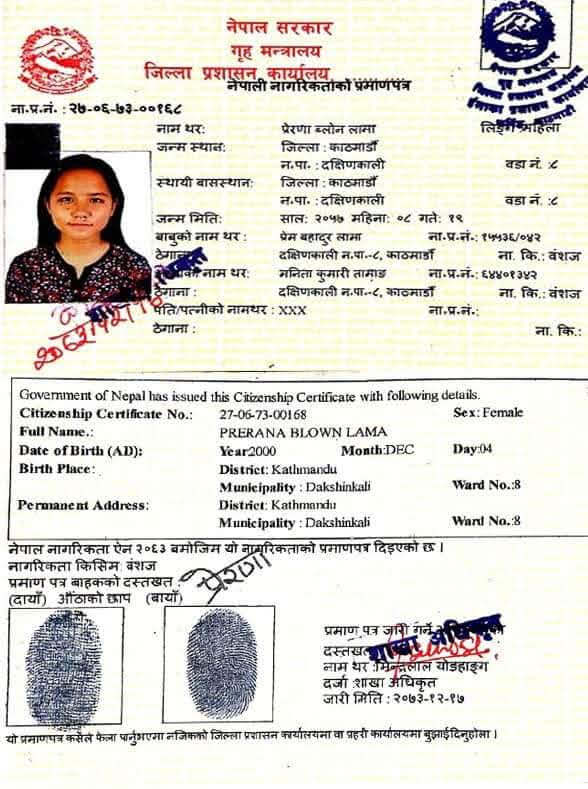 नेपाल सरकार
गृह मन्त्रालय
जिल्ला प्रशासन कार्यालय
नेपाली नागरिकताको प्रमाणपत्र
ना.प्र.नं. : २७-०६-७३-००१६८
नाम थर: प्रेरणा ब्लोन लामा लिङ्ग: महिला
जन्म स्थान: जिल्ला : काठमाडौँ
न.पा. : दक्षिणकाली वडा नं. :८
स्थायी बासस्थान: जिल्ला : काठमाडौँ
न.पा. : दक्षिणकाली वडा नं. :८
जन्म मिति: साल: २०५७ महिना: ०८ गते: १९
बाबुको नाम थर : प्रेम बहादुर लामा ना.प्र.नं.: १५५३६/०४२
ठेगाना : दक्षिणकाली न.पा.-८, काठमाडौँ ना. कि.: वंशज
नाम थर: मनिता कुमारी तामाङ ना.प्र.नं.: ६४४०१३४२
ठेगाना : दक्षिणकाली न.पा.-८, काठमाडौँ ना. कि.: वंशज
पति/पत्नीको नामथर : XXX ना.प्र.नं.:
ठेगाना : ना. कि.:
Government of Nepal has issued this Citizenship Certificate with following details.
Citizenship Certificate No.: 27-06-73-00168 Sex: Female
Full Name.: PRERANA BLOWN LAMA
Date of Birth (AD): Year:2000 Month:DEC Day:04
Birth Place: District: Kathmandu
Municipality : Dakshinkali Ward No.:8
Permanent Address: District: Kathmandu
Municipality : Dakshinkali Ward No.:8
नेपाल नागरिकता ऐन २०६३ बमोजिम यो नागरिकताको प्रमाणपत्र दिइएको छ ।
नागरिकता किसिम: वंशज
प्रमाण पत्र बाहकको दस्तखत : प्रेरणा
(दायाँ) औंठाको छाप (बायाँ)
प्रमाण पत्र जारी गर्ने
दस्तखत
शाखा अधिकृत
नाम थर : मिन्द्रलाल योङहाङ्ग
दर्जा :शाखा अधिकृत
जारी मिति : २०७३-१२-१७
यो प्रमाणपत्र कसैले फेला पार्नुभएमा नजिकको जिल्ला प्रशासन कार्यालयमा वा प्रहरी कार्यालयमा बुझाईदिनुहोला ।